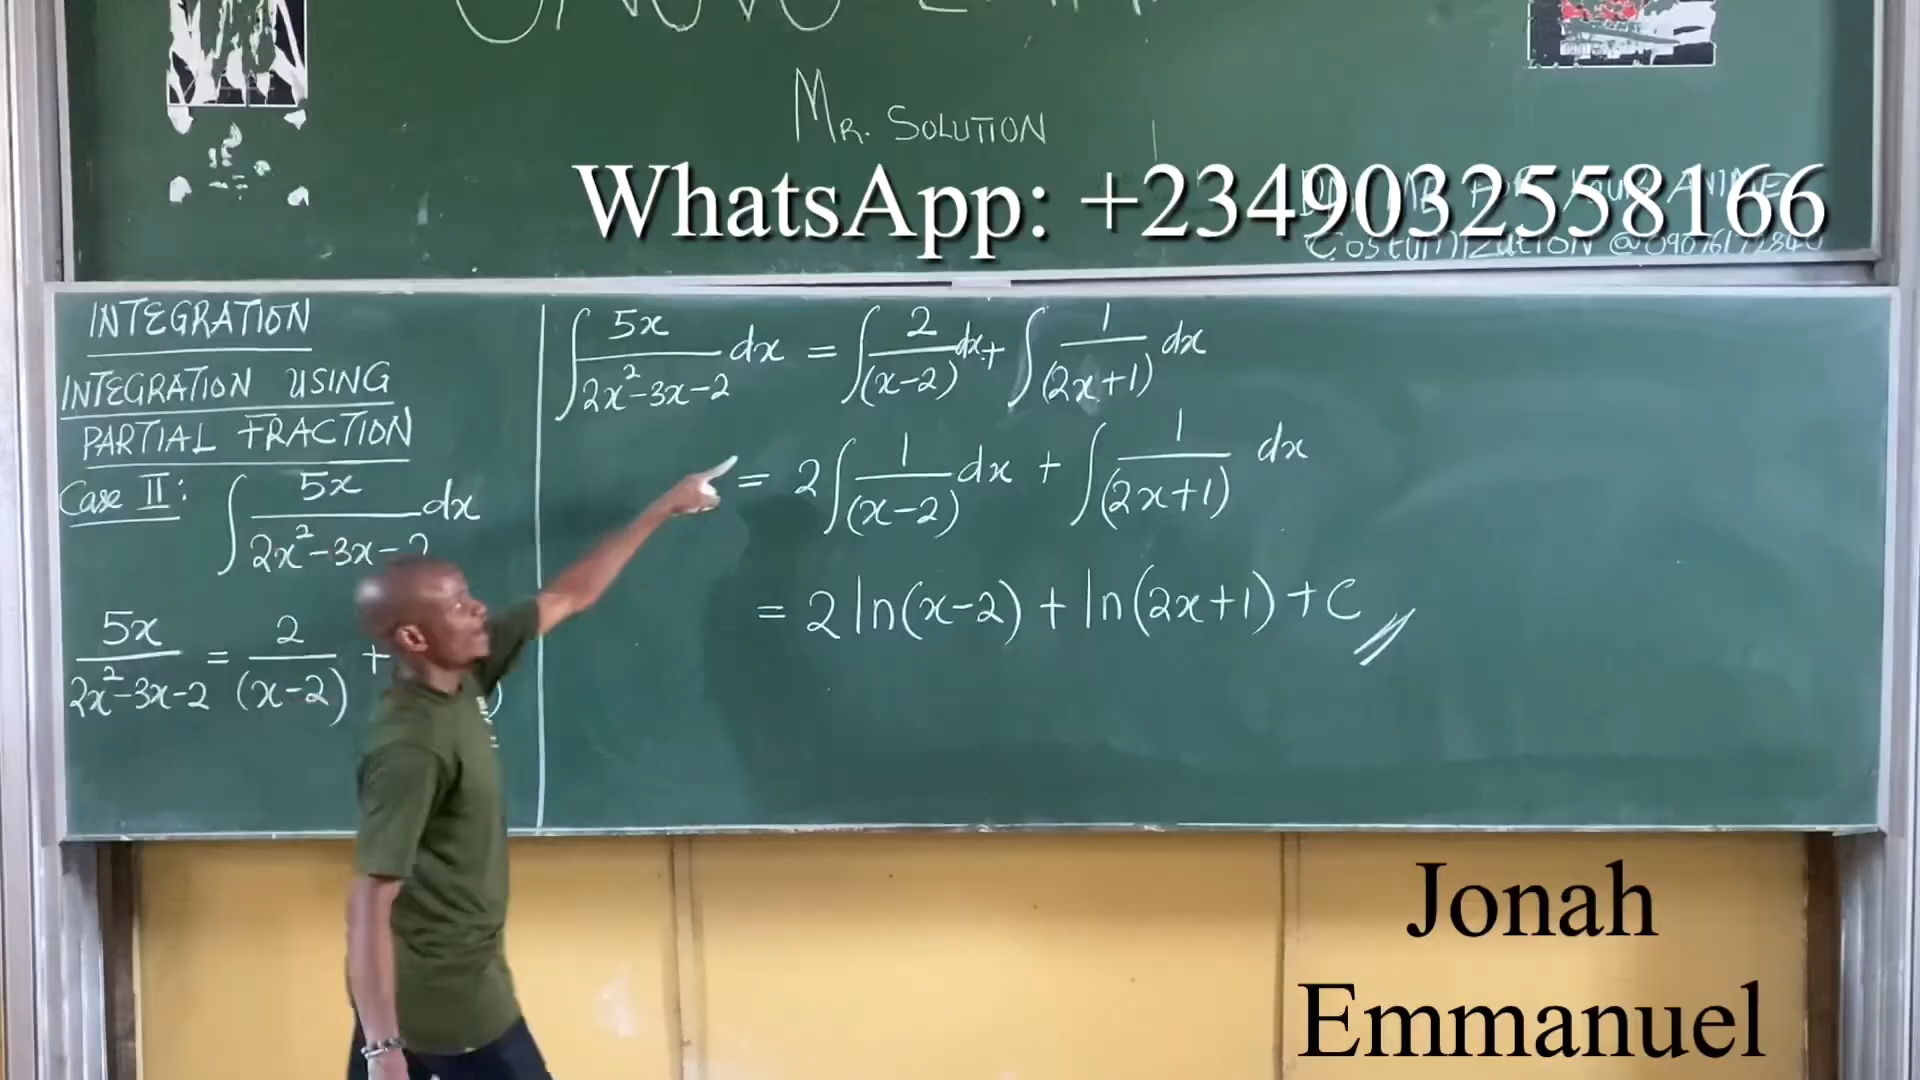 MR. SOLUTION
WhatsApp: +2349032558166
INTEGRATION
INTEGRATION USING
PARTIAL FRACTION
Case II: ∫ 5x / 2x²-3x-2 dx
5x / 2x²-3x-2 = 2 / (x-2) +
∫ 5x / 2x²-3x-2 dx = ∫ 2 / (x-2) dx + ∫ 1 / (2x+1) dx
= 2 ∫ 1 / (x-2) dx + ∫ 1 / (2x+1) dx
= 2 ln(x-2) + ln(2x+1) + C
Jonah
Emmanuel